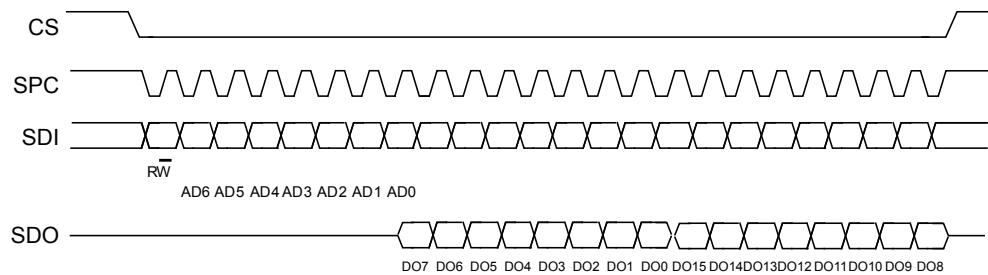 CS
SPC
SDI
RW
AD6 AD5 AD4 AD3 AD2 AD1 AD0
SDO
DO7 DO6 DO5 DO4 DO3 DO2 DO1 DO0 DO15 DO14 DO13 DO12 DO11 DO10 DO9 DO8